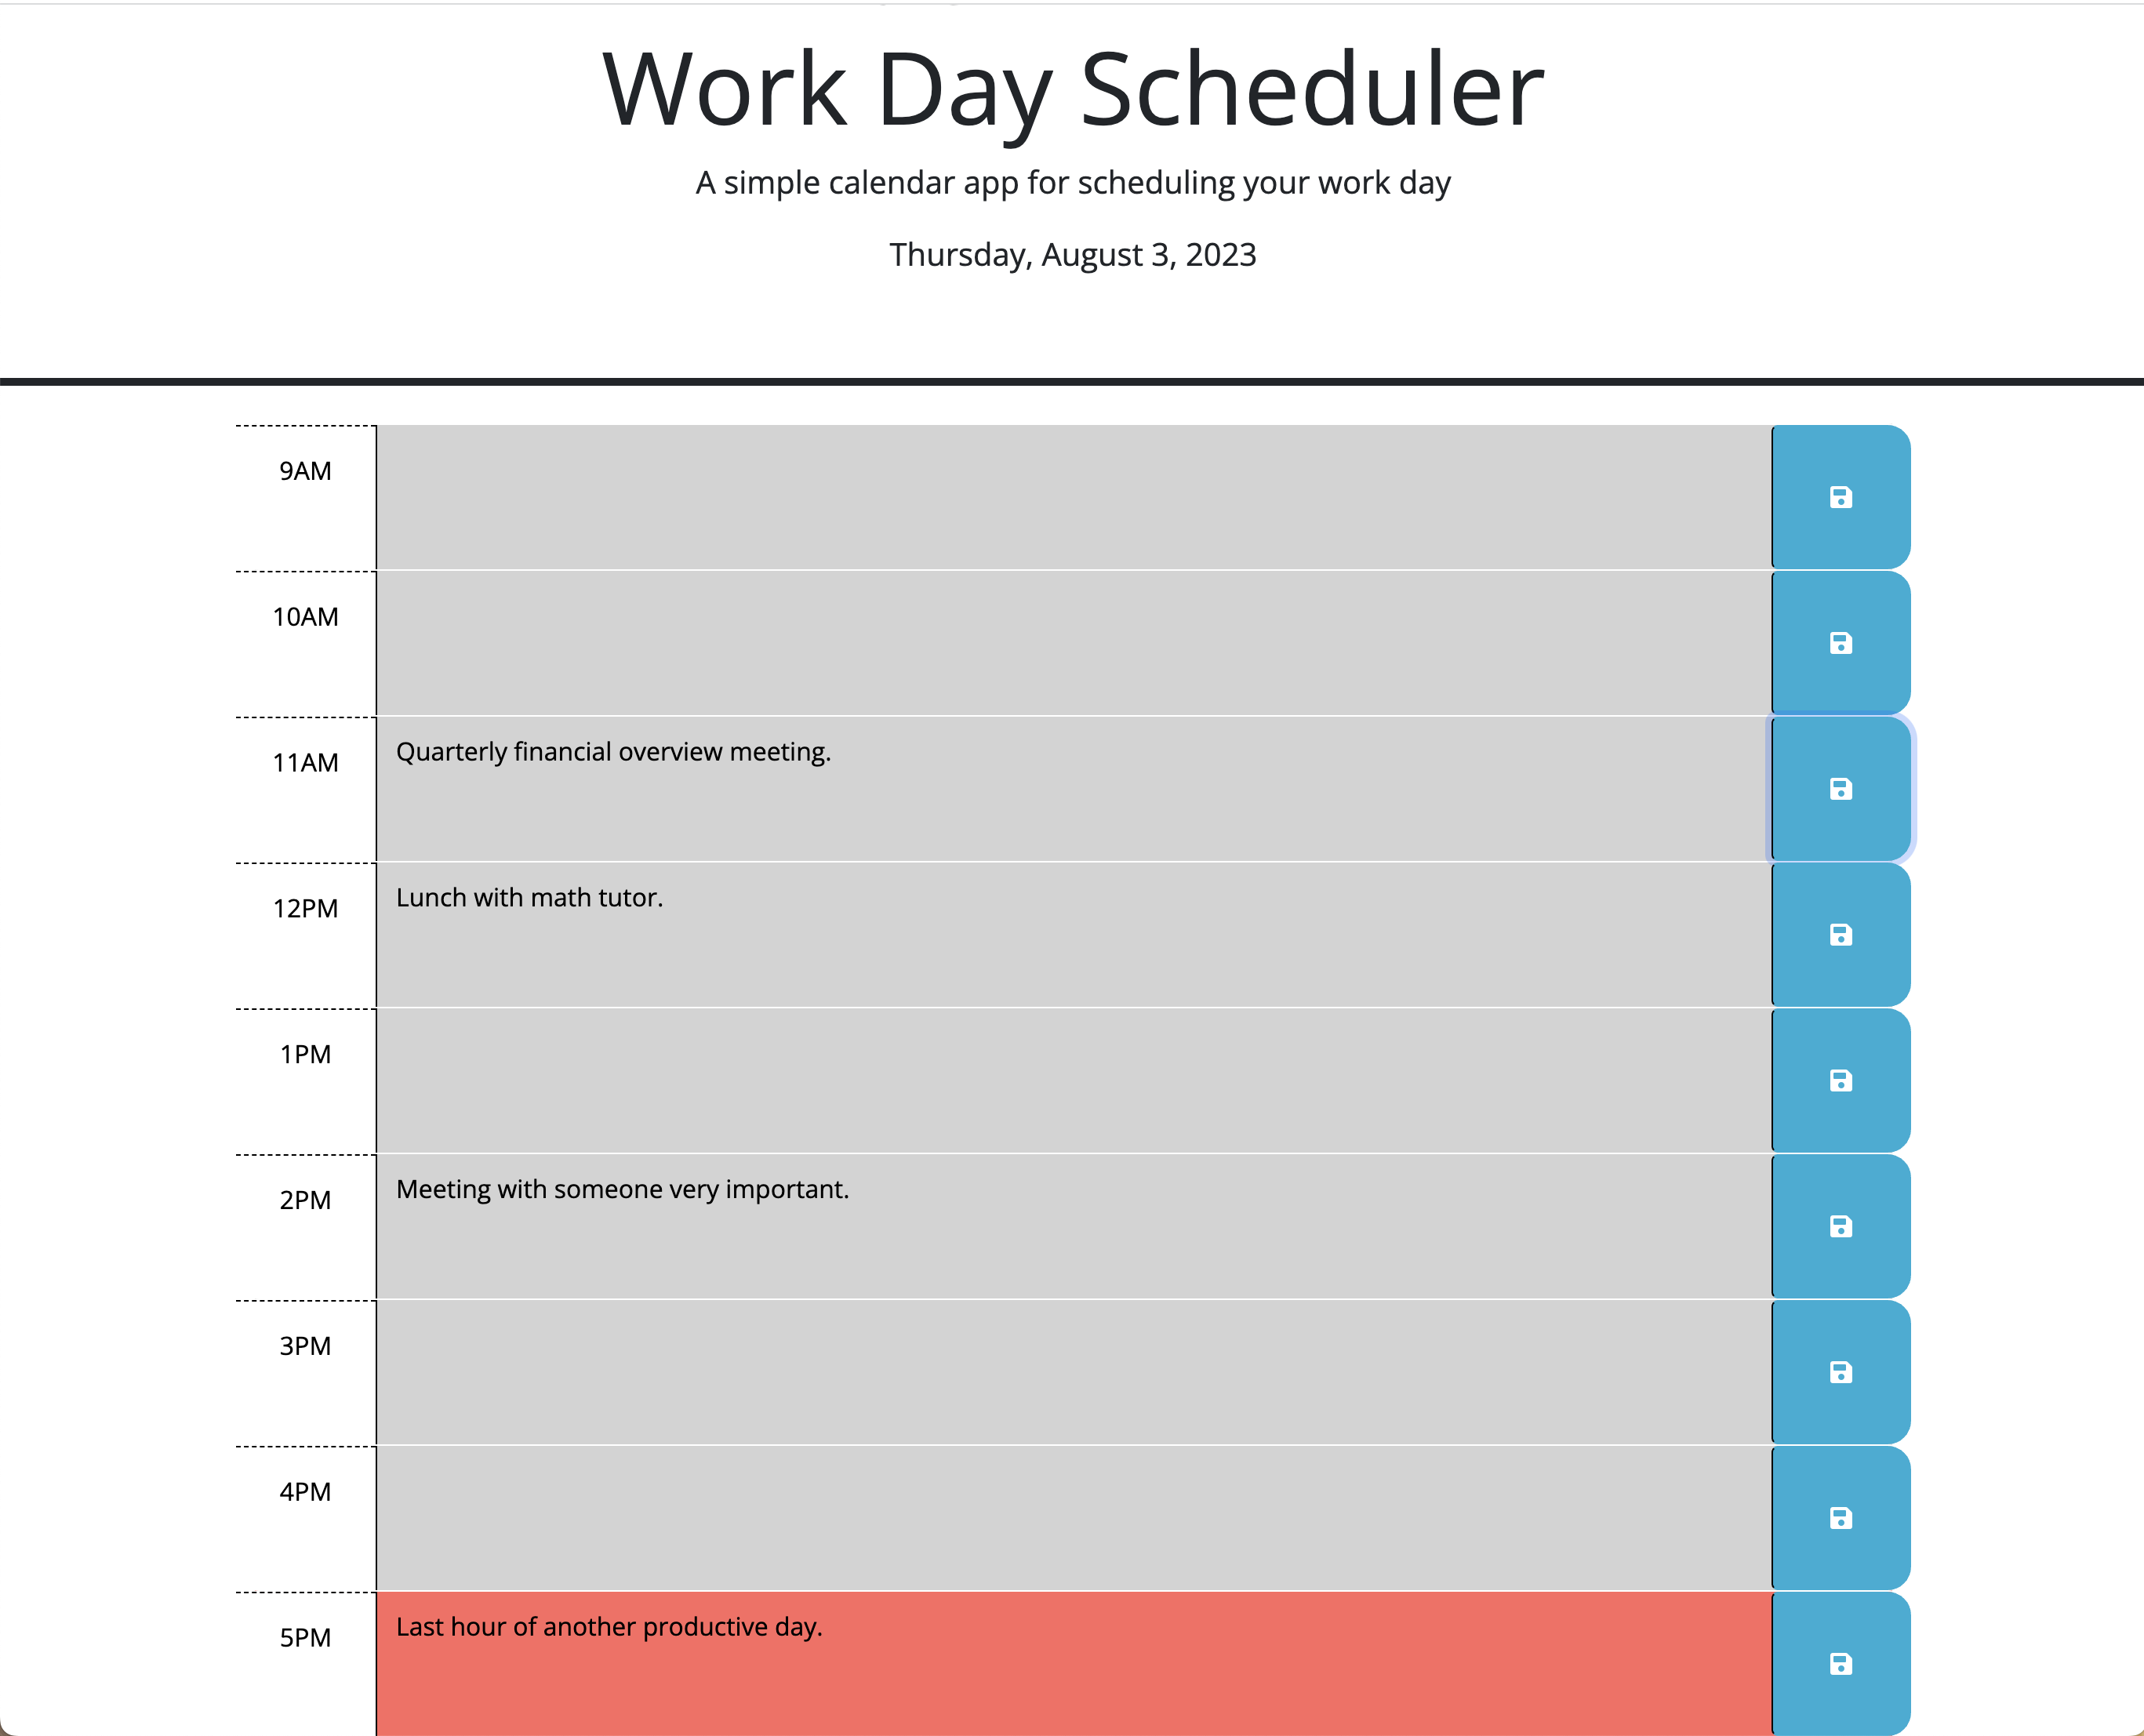 Work Day Scheduler
A simple calendar app for scheduling your work day
Thursday, August 3, 2023
9AM
10AM
11AM
Quarterly financial overview meeting.
12PM
Lunch with math tutor.
1PM
2PM
Meeting with someone very important.
3PM
4PM
5PM
Last hour of another productive day.